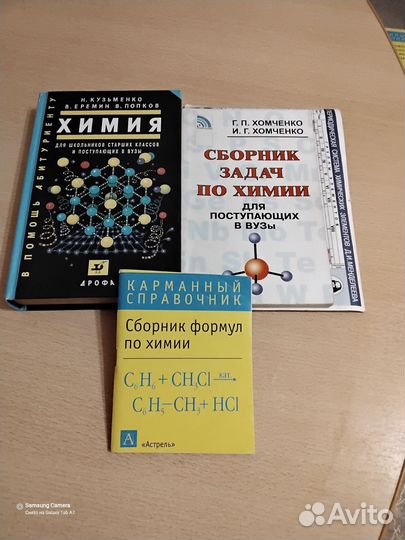 В ПОМОЩЬ АБИТУРИЕНТУ
Н. КУЗЬМЕНКО
В. ЕРЕМИН В. ПОПКОВ
ХИМИЯ
ДЛЯ ШКОЛЬНИКОВ СТАРШИХ КЛАССОВ
И ПОСТУПАЮЩИХ В ВУЗЫ
ДРОФА
Г. П. ХОМЧЕНКО
И. Г. ХОМЧЕНКО
СБОРНИК
ЗАДАЧ
ПО ХИМИИ
ДЛЯ
ПОСТУПАЮЩИХ
В ВУЗы
ПЕРИОДИЧЕСКАЯ СИСТЕМА ХИМИЧЕСКИХ ЭЛЕМЕНТОВ Д.И.МЕНДЕЛЕЕВА
КАРМАННЫЙ
СПРАВОЧНИК
Сборник формул
по химии
C₆H₆ + CH₃Cl кат.
C₆H₅—CH₃ + HCl
А «Астрель»
Samsung Camera
Снято на Galaxy Tab A7
Avito